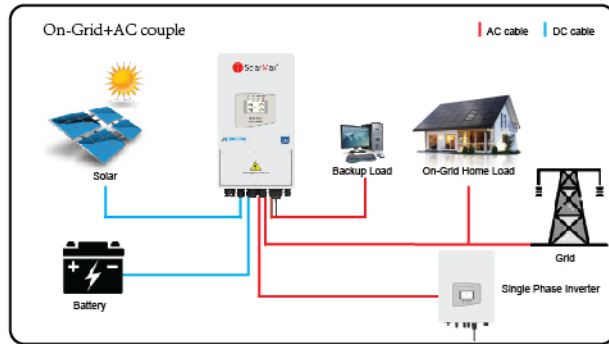 On-Grid+AC couple
AC cable
DC cable
SolarMax
Solar
Backup Load
On-Grid Home Load
Grid
Battery
Single Phase Inverter